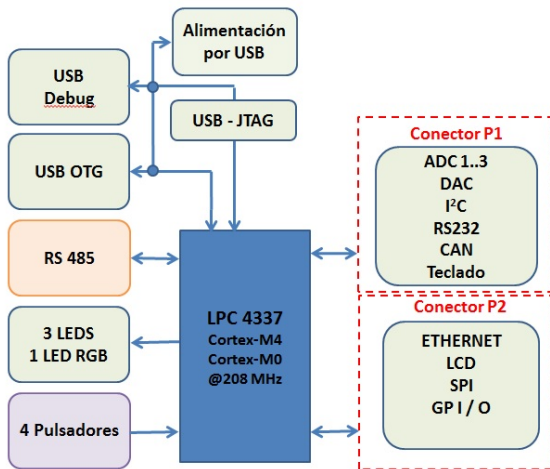 Alimentación
por USB
USB
Debug
USB - JTAG
USB OTG
RS 485
3 LEDS
1 LED RGB
4 Pulsadores
LPC 4337
Cortex-M4
Cortex-M0
@208 MHz
Conector P1
ADC 1..3
DAC
I²C
RS232
CAN
Teclado
Conector P2
ETHERNET
LCD
SPI
GP I / O